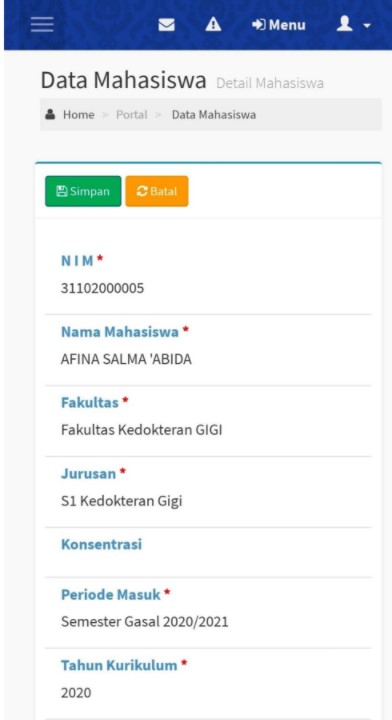 Menu
Data Mahasiswa Detail Mahasiswa
Home > Portal > Data Mahasiswa
Simpan Batal
N I M *
31102000005
Nama Mahasiswa *
AFINA SALMA 'ABIDA
Fakultas *
Fakultas Kedokteran GIGI
Jurusan *
S1 Kedokteran Gigi
Konsentrasi
Periode Masuk *
Semester Gasal 2020/2021
Tahun Kurikulum *
2020